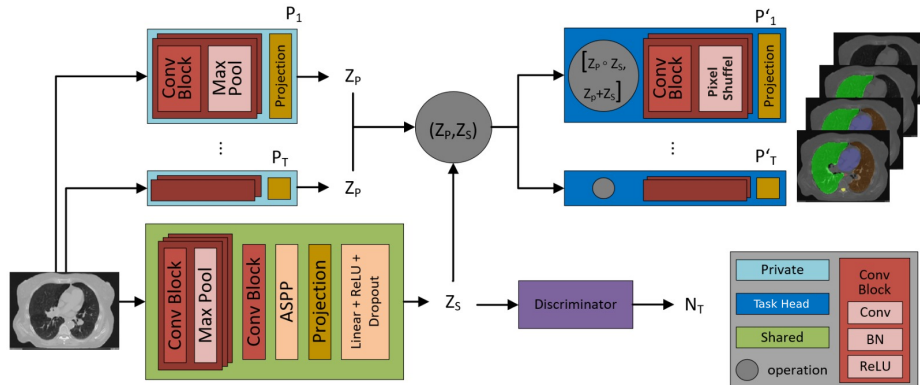 P1
Conv Block
Max Pool
Projection
ZP
...
PT
ZP
Conv Block
Max Pool
Conv Block
ASPP
Projection
Linear + ReLU +
Dropout
ZS
(ZP,ZS)
Discriminator
NT
P'1
[ZP ∘ ZS,
ZP+ZS]
Conv Block
Pixel Shuffel
Projection
...
P'T
Private
Task Head
Shared
operation
Conv
Block
Conv
BN
ReLU